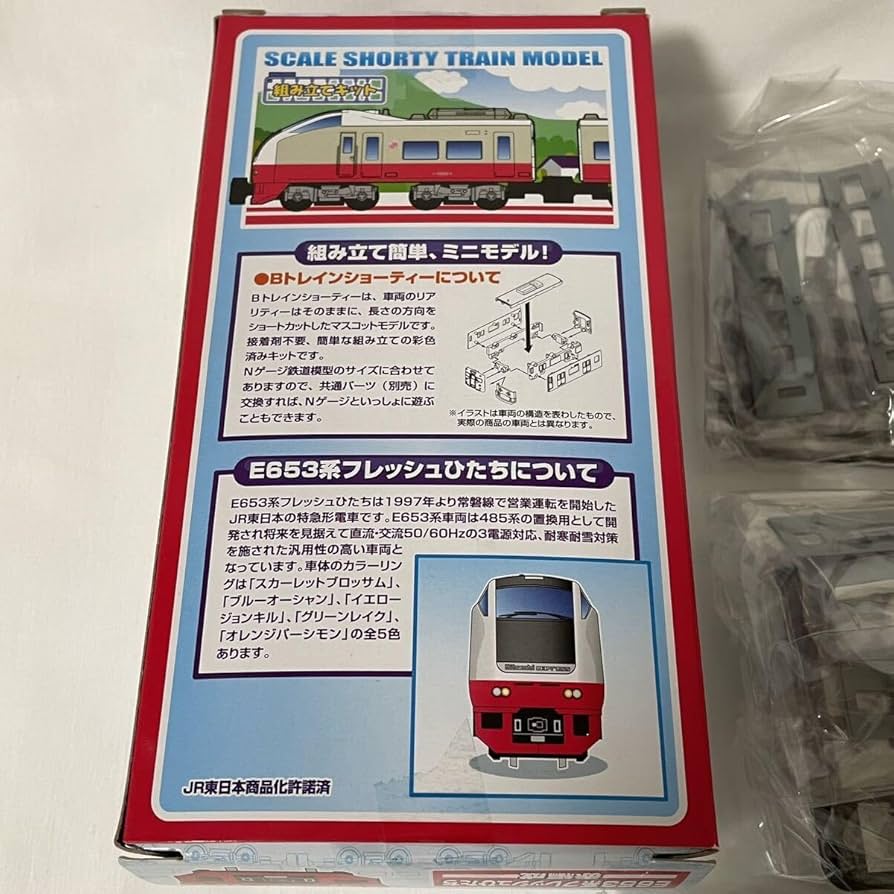 SCALE SHORTY TRAIN MODEL
組み立てキット
組み立て簡単、ミニモデル!
●Bトレインショーティーについて
Bトレインショーティーは、車両のリア
リティーはそのままに、長さの方向を
ショートカットしたマスコットモデルです。
接着剤不要、簡単な組み立ての彩色
済みキットです。
Nゲージ鉄道模型のサイズに合わせて
ありますので、共通パーツ(別売)に
交換すれば、Nゲージといっしょに遊ぶ
こともできます。
※イラストは車両の構造を表わしたもので、
実際の商品の車両とは異なります。
E653系フレッシュひたちについて
E653系フレッシュひたちは1997年より常磐線で営業運転を開始した
JR東日本の特急形電車です。E653系車両は485系の置換用として開
発され将来を見据えて直流・交流50/60Hzの3電源対応、耐寒耐雪対策
を施された汎用性の高い車両と
なっています。車体のカラーリン
グは「スカーレットブロッサム」、
「ブルーオーシャン」、「イエロー
ジョンキル」、「グリーンレイク」、
「オレンジパーシモン」の全5色
あります。
Hitachi EXPRESS
JR東日本商品化許諾済
E653系フレッシュひたち